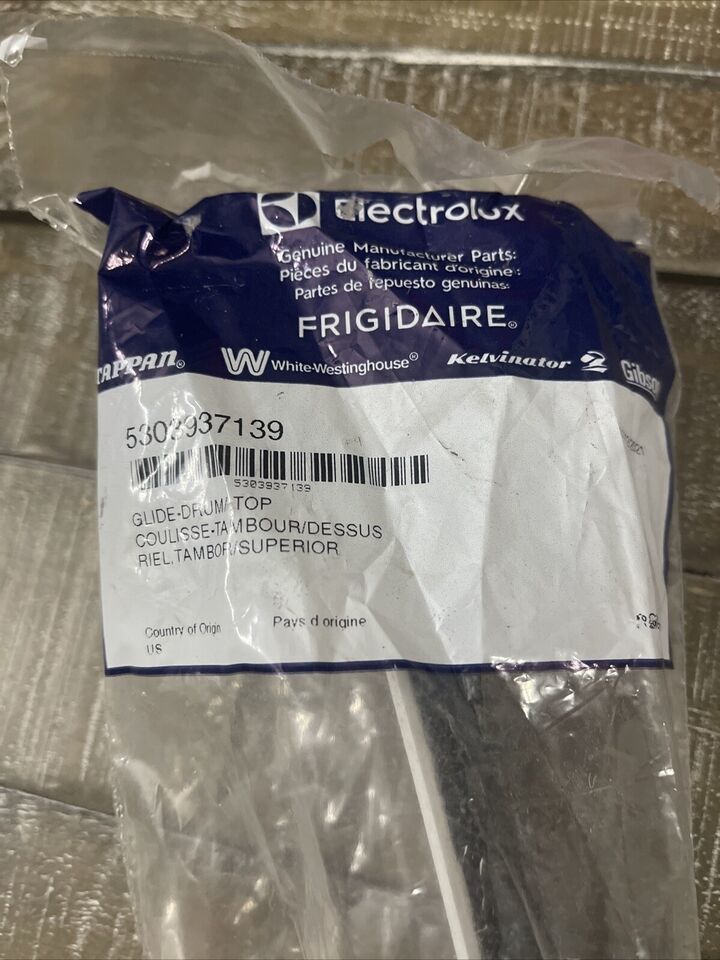 Electrolux
Genuine Manufacturer Parts:
Pièces du fabricant d'origine:
Partes de repuesto genuinas:
FRIGIDAIRE®
TAPPAN® White-Westinghouse® Kelvinator Gibson
5303937139
5303937139
GLIDE-DRUM/TOP
COULISSE-TAMBOUR/DESSUS
RIEL,TAMBOR/SUPERIOR
Country of Origin Pays d origine
US